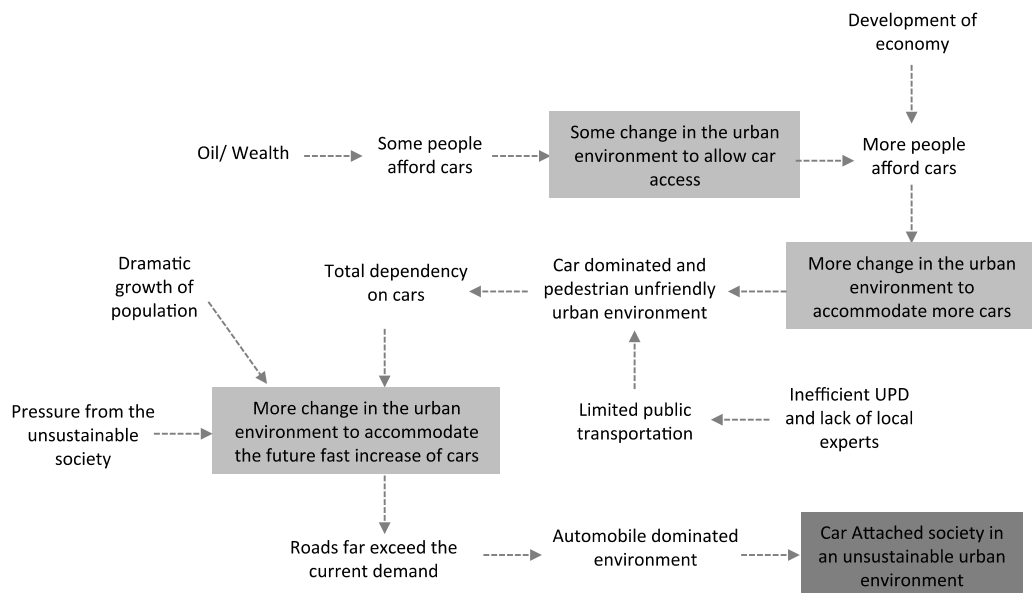 Development of
economy
Oil/ Wealth
Some people
afford cars
Some change in the urban
environment to allow car
access
More people
afford cars
Dramatic
growth of
population
Total dependency
on cars
Car dominated and
pedestrian unfriendly
urban environment
More change in the urban
environment to
accommodate more cars
Pressure from the
unsustainable
society
More change in the urban
environment to accommodate
the future fast increase of cars
Limited public
transportation
Inefficient UPD
and lack of local
experts
Roads far exceed the
current demand
Automobile dominated
environment
Car Attached society in
an unsustainable urban
environment